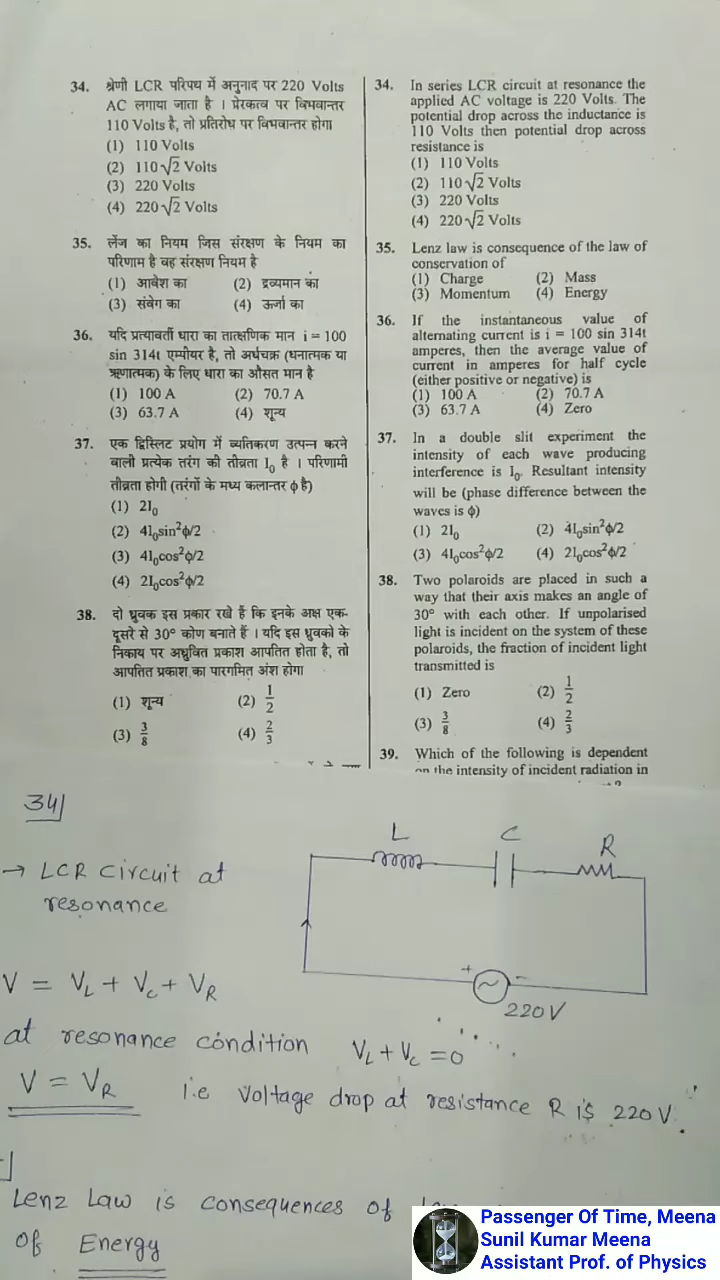 34. श्रेणी LCR परिपथ में अनुनाद पर 220 Volts
AC लगाया जाता है । प्रेरकत्व पर विभवान्तर
110 Volts है, तो प्रतिरोध पर विभवान्तर होगा
(1) 110 Volts
(2) 110√2 Volts
(3) 220 Volts
(4) 220√2 Volts
35. लेंज का नियम जिस संरक्षण के नियम का
परिणाम है वह संरक्षण नियम है
(1) आवेश का (2) द्रव्यमान का
(3) संवेग का (4) ऊर्जा का
36. यदि प्रत्यावर्ती धारा का तात्क्षणिक मान i = 100
sin 314t एम्पीयर है, तो अर्धचक्र (धनात्मक या
ऋणात्मक) के लिए धारा का औसत मान है
(1) 100 A (2) 70.7 A
(3) 63.7 A (4) शून्य
37. एक द्विस्लिट प्रयोग में व्यतिकरण उत्पन्न करने
वाली प्रत्येक तरंग की तीव्रता I₀ है । परिणामी
तीव्रता होगी (तरंगों के मध्य कलान्तर ϕ है)
(1) 2I₀
(2) 4I₀sin²ϕ/2
(3) 4I₀cos²ϕ/2
(4) 2I₀cos²ϕ/2
38. दो ध्रुवक इस प्रकार रखे हैं कि इनके अक्ष एक-
दूसरे से 30° कोण बनाते हैं । यदि इस ध्रुवको के
निकाय पर अध्रुवित प्रकाश आपतित होता है, तो
आपतित प्रकाश का पारगमित अंश होगा
(1) शून्य (2) 1/2
(3) 3/8 (4) 2/3
34. In series LCR circuit at resonance the
applied AC voltage is 220 Volts. The
potential drop across the inductance is
110 Volts then potential drop across
resistance is
(1) 110 Volts
(2) 110√2 Volts
(3) 220 Volts
(4) 220√2 Volts
35. Lenz law is consequence of the law of
conservation of
(1) Charge (2) Mass
(3) Momentum (4) Energy
36. If the instantaneous value of
alternating current is i = 100 sin 314t
amperes, then the average value of
current in amperes for half cycle
(either positive or negative) is
(1) 100 A (2) 70.7 A
(3) 63.7 A (4) Zero
37. In a double slit experiment the
intensity of each wave producing
interference is I₀. Resultant intensity
will be (phase difference between the
waves is ϕ)
(1) 2I₀ (2) 4I₀sin²ϕ/2
(3) 4I₀cos²ϕ/2 (4) 2I₀cos²ϕ/2
38. Two polaroids are placed in such a
way that their axis makes an angle of
30° with each other. If unpolarised
light is incident on the system of these
polaroids, the fraction of incident light
transmitted is
(1) Zero (2) 1/2
(3) 3/8 (4) 2/3
39. Which of the following is dependent
on the intensity of incident radiation in
34]
→ LCR Circuit at
resonance
L C R
+ ~ -
220V
V = V_L + V_C + V_R
at resonance condition V_L + V_C = 0
V = V_R i.e Voltage drop at resistance R is 220 V.
Lenz Law is consequences of
of Energy
Passenger Of Time, Meena
Sunil Kumar Meena
Assistant Prof. of Physics